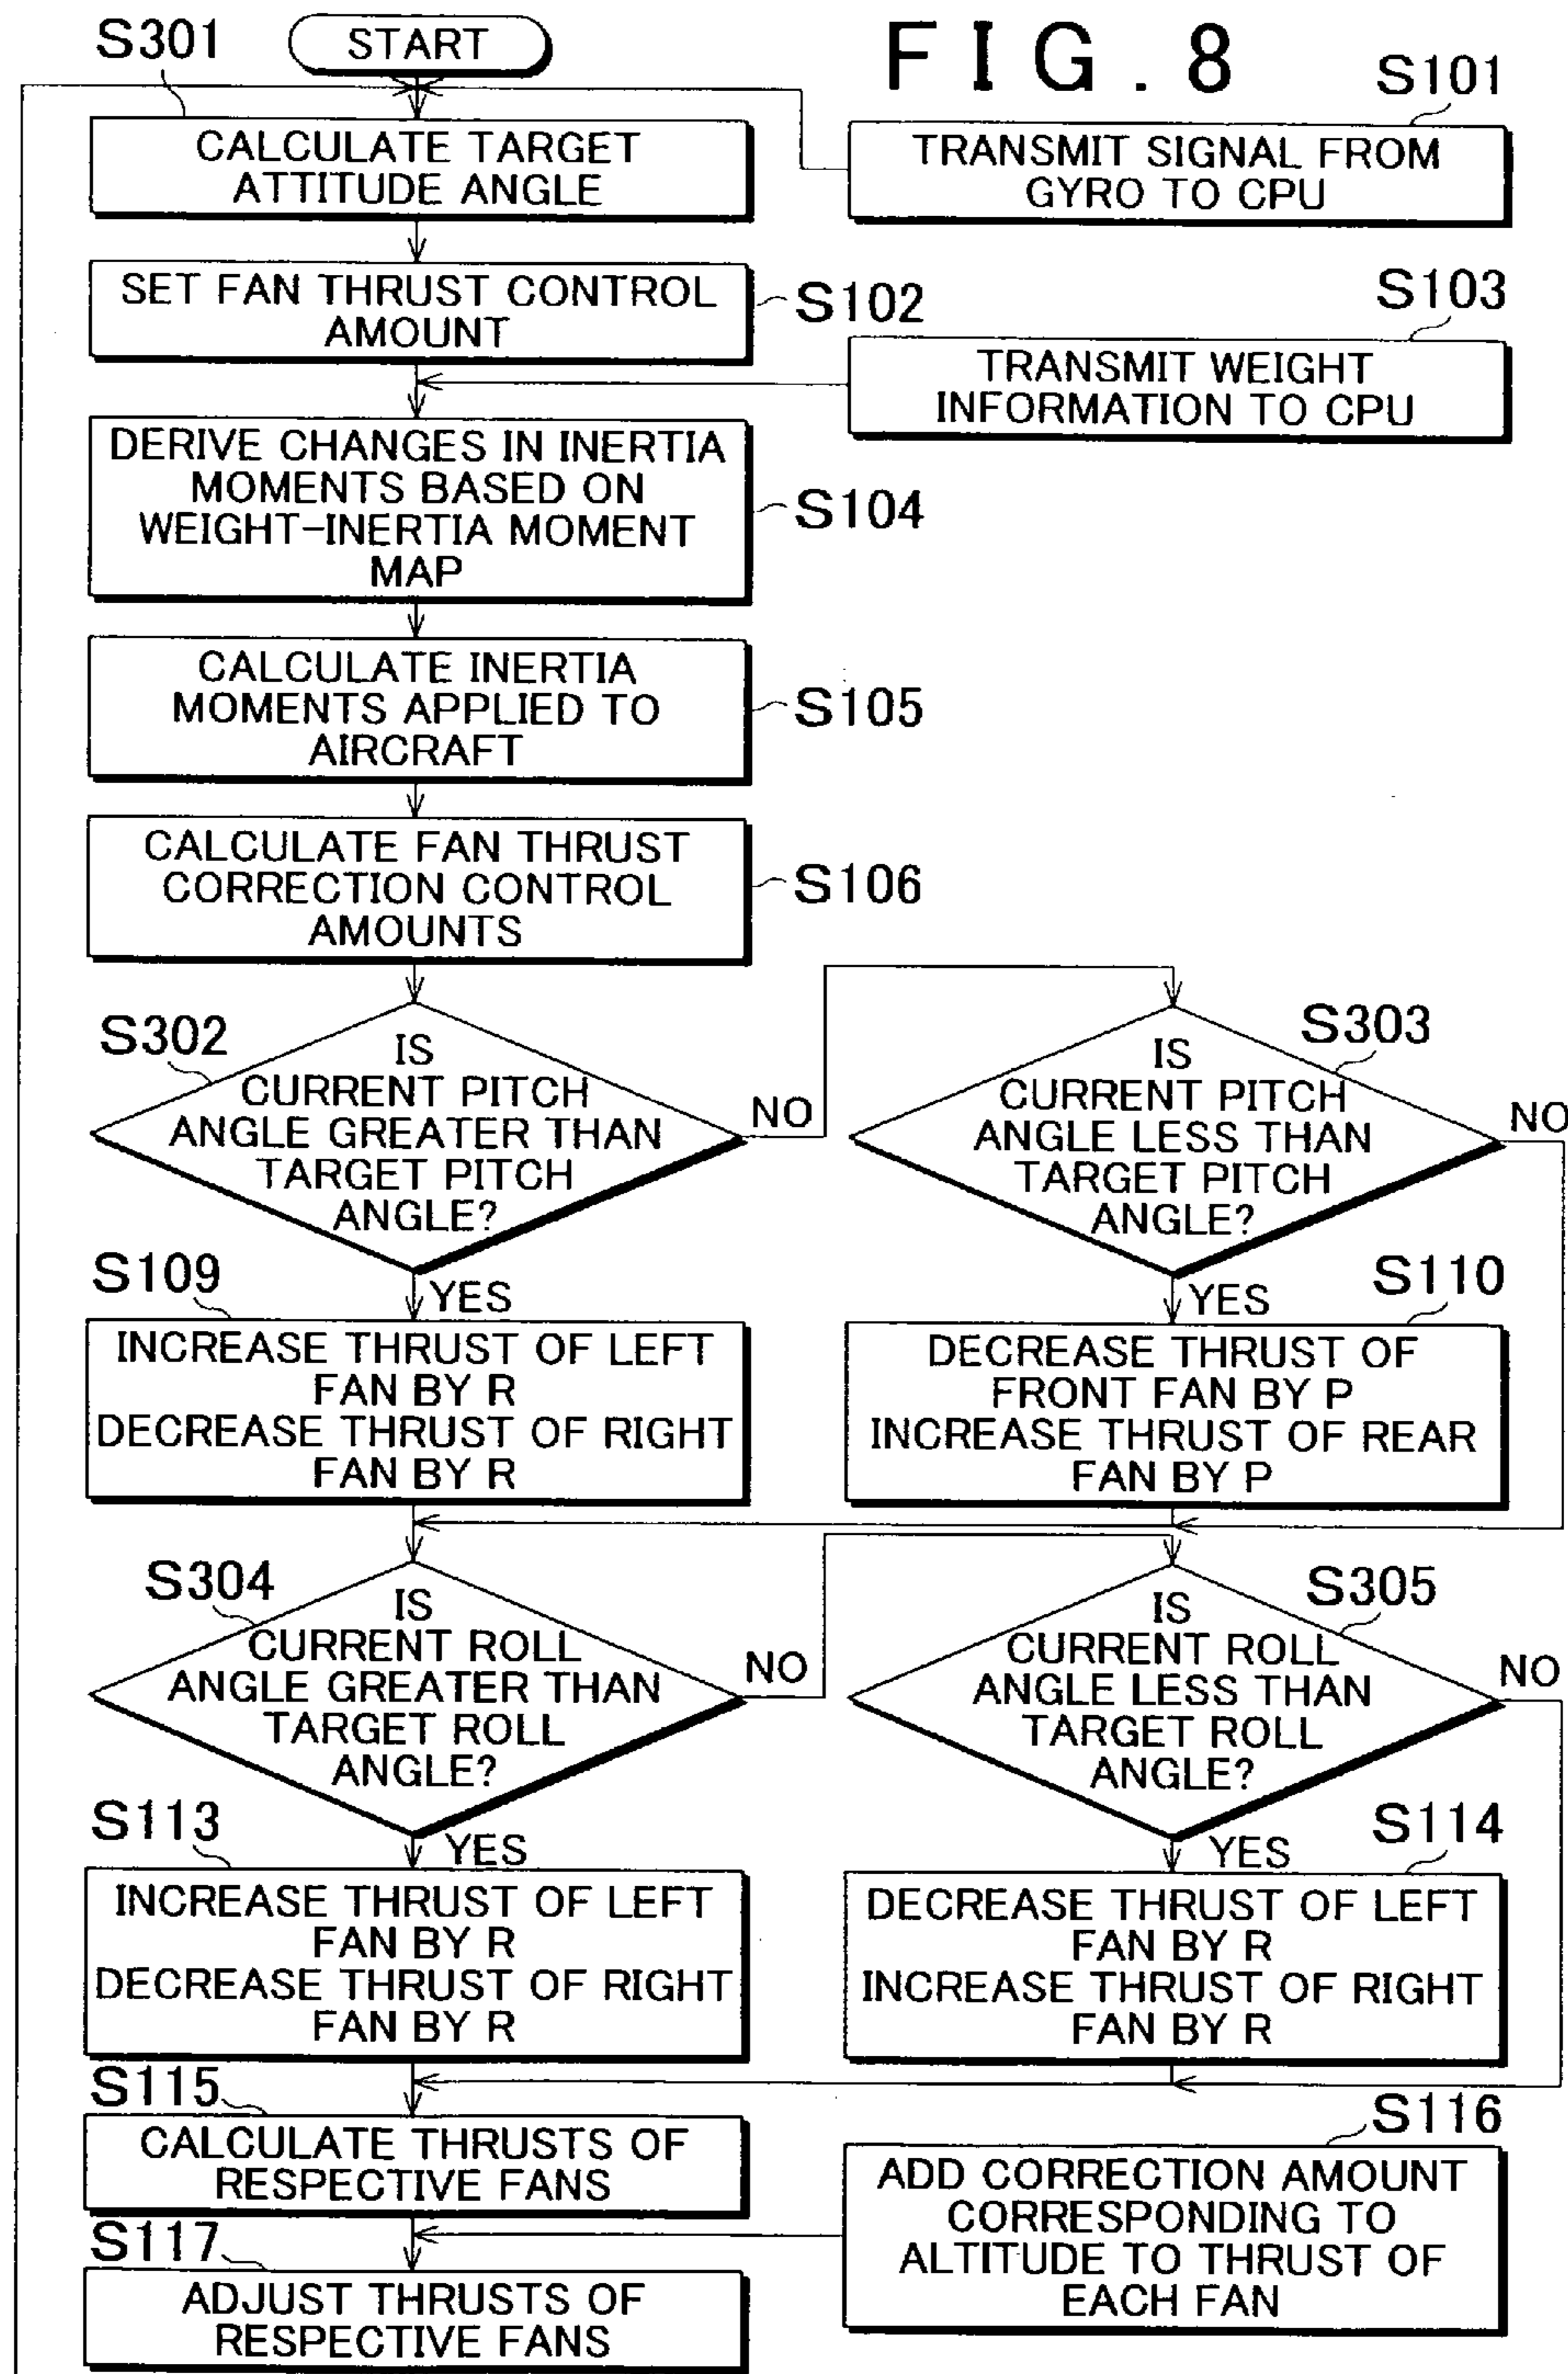 FIG. 8
START
S301
CALCULATE TARGET
ATTITUDE ANGLE
S101
TRANSMIT SIGNAL FROM
GYRO TO CPU
SET FAN THRUST CONTROL
AMOUNT
S102
S103
TRANSMIT WEIGHT
INFORMATION TO CPU
DERIVE CHANGES IN INERTIA
MOMENTS BASED ON
WEIGHT-INERTIA MOMENT
MAP
S104
CALCULATE INERTIA
MOMENTS APPLIED TO
AIRCRAFT
S105
CALCULATE FAN THRUST
CORRECTION CONTROL
AMOUNTS
S106
S302
IS
CURRENT PITCH
ANGLE GREATER THAN
TARGET PITCH
ANGLE?
NO
S303
IS
CURRENT PITCH
ANGLE LESS THAN
TARGET PITCH
ANGLE?
NO
S109
YES
INCREASE THRUST OF LEFT
FAN BY R
DECREASE THRUST OF RIGHT
FAN BY R
S110
YES
DECREASE THRUST OF
FRONT FAN BY P
INCREASE THRUST OF REAR
FAN BY P
S304
IS
CURRENT ROLL
ANGLE GREATER THAN
TARGET ROLL
ANGLE?
NO
S305
IS
CURRENT ROLL
ANGLE LESS THAN
TARGET ROLL
ANGLE?
NO
S113
YES
INCREASE THRUST OF LEFT
FAN BY R
DECREASE THRUST OF RIGHT
FAN BY R
S114
YES
DECREASE THRUST OF LEFT
FAN BY R
INCREASE THRUST OF RIGHT
FAN BY R
S115
CALCULATE THRUSTS OF
RESPECTIVE FANS
S116
ADD CORRECTION AMOUNT
CORRESPONDING TO
ALTITUDE TO THRUST OF
EACH FAN
S117
ADJUST THRUSTS OF
RESPECTIVE FANS